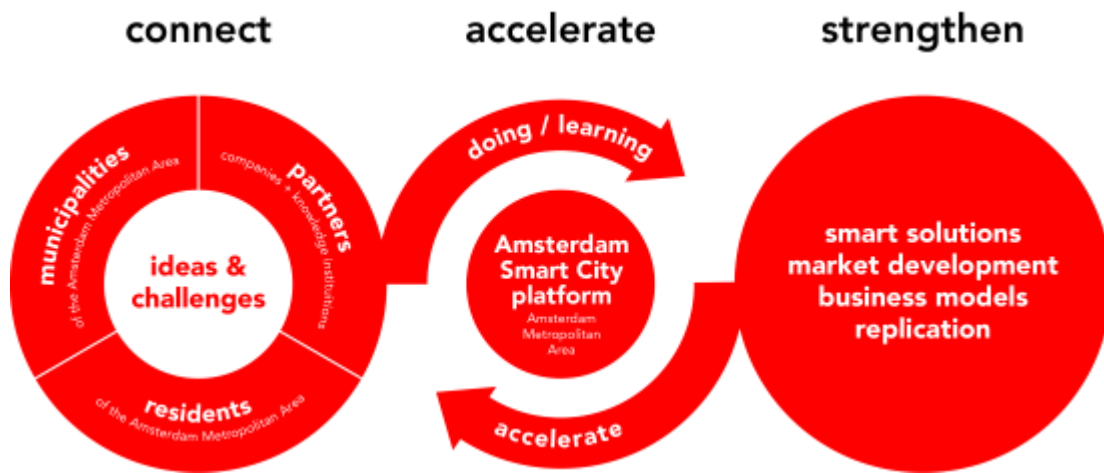 connect
accelerate
strengthen
municipalities
of the Amsterdam Metropolitan Area
partners
companies + knowledge instituitions
ideas &
challenges
residents
of the Amsterdam Metropolitan Area
doing / learning
Amsterdam
Smart City
platform
Amsterdam
Metropolitan
Area
accelerate
smart solutions
market development
business models
replication